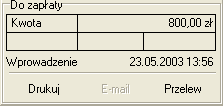 Do zapłaty
Kwota 800,00 zł
Wprowadzenie 23.05.2003 13:56
Drukuj E-mail Przelew